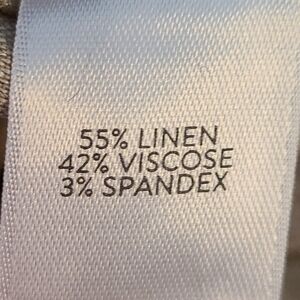 55% LINEN
42% VISCOSE
3% SPANDEX